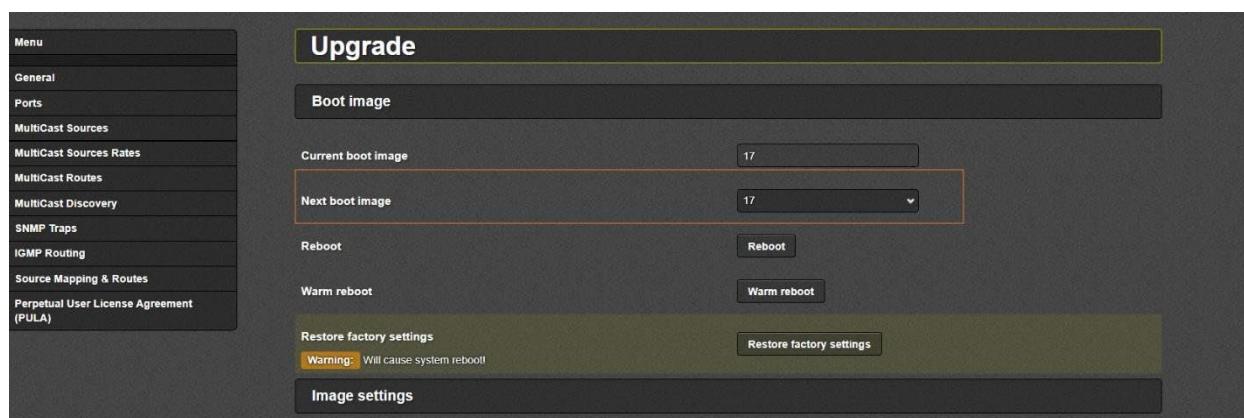 Menu
General
Ports
MultiCast Sources
MultiCast Sources Rates
MultiCast Routes
MultiCast Discovery
SNMP Traps
IGMP Routing
Source Mapping & Routes
Perpetual User License Agreement
(PULA)
Upgrade
Boot image
Current boot image 17
Next boot image 17
Reboot Reboot
Warm reboot Warm reboot
Restore factory settings Restore factory settings
Warning: Will cause system reboot!
Image settings